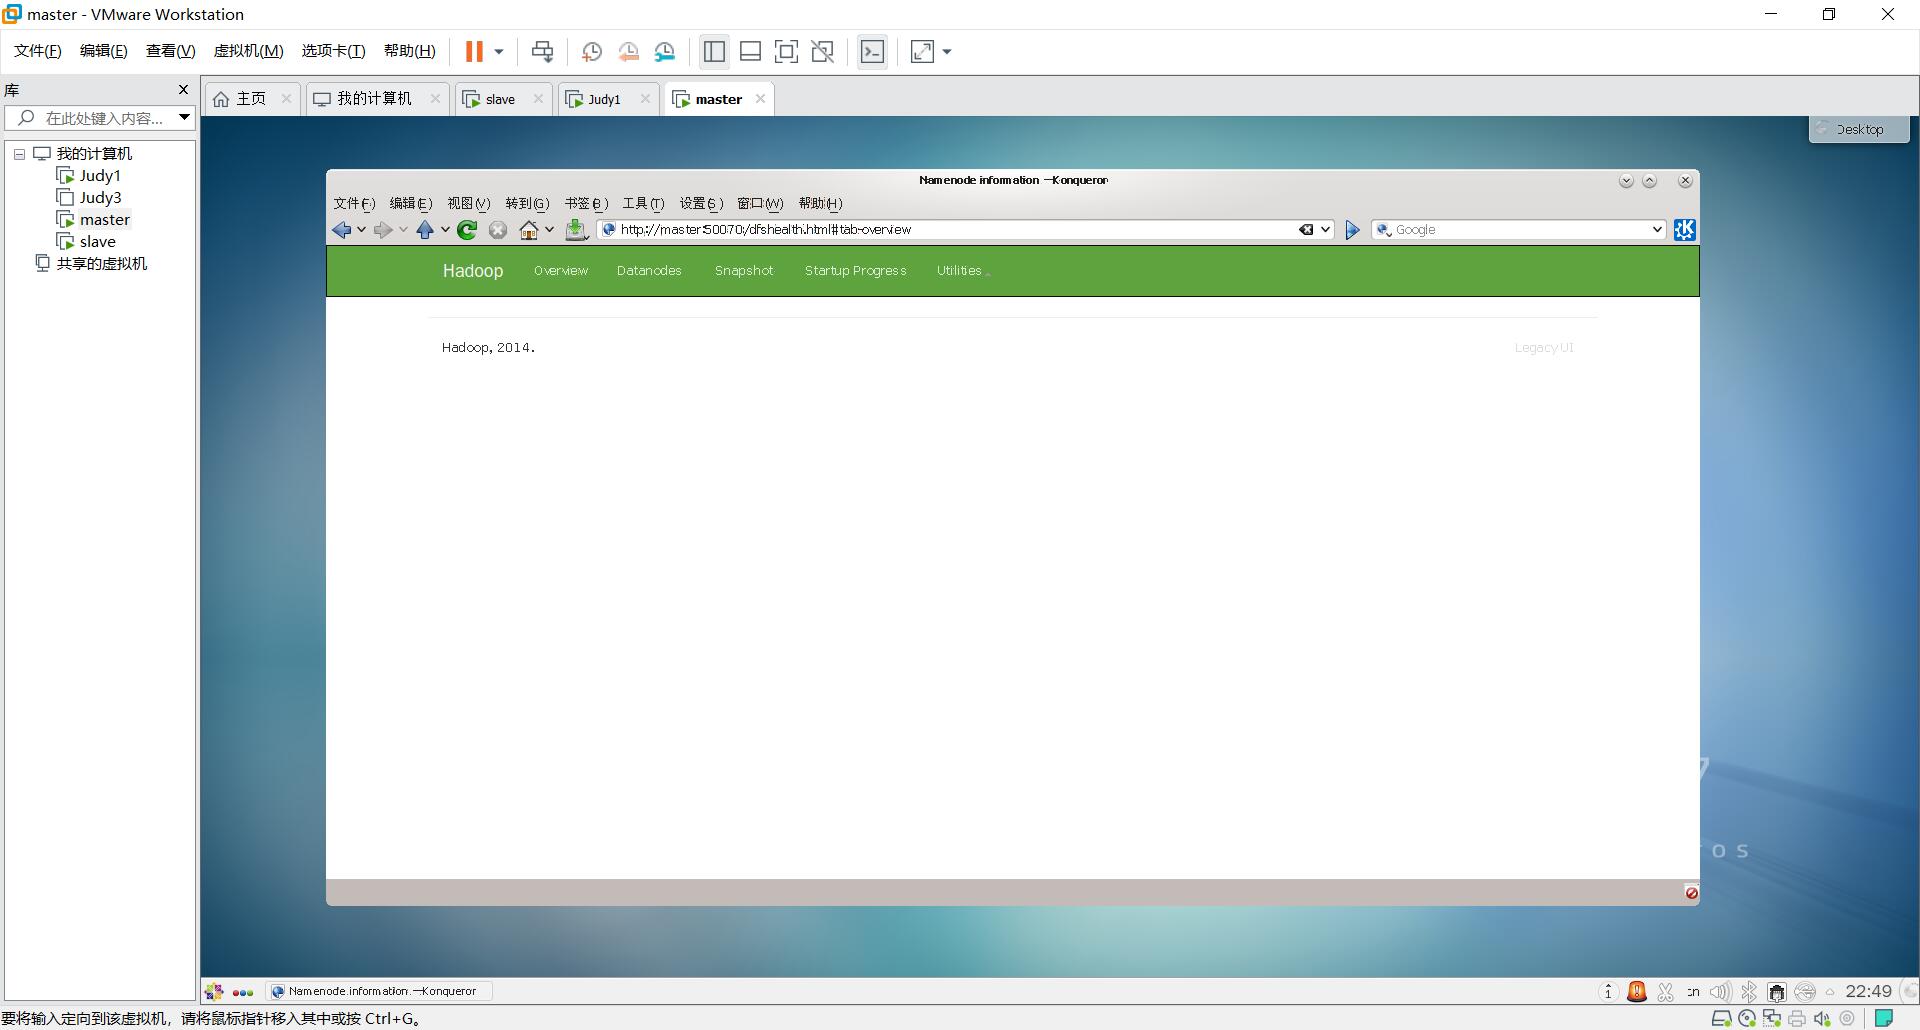 master - VMware Workstation
文件(F) 编辑(E) 查看(V) 虚拟机(M) 选项卡(T) 帮助(H)
库
在此处键入内容...
我的计算机
Judy1
Judy3
master
slave
共享的虚拟机
主页 我的计算机 slave Judy1 master
Desktop
Namenode information – Konqueror
文件(F) 编辑(E) 视图(V) 转到(G) 书签(B) 工具(T) 设置(S) 窗口(W) 帮助(H)
http://master:50070/dfshealth.html#tab-overview Google
Hadoop Overview Datanodes Snapshot Startup Progress Utilities
Hadoop, 2014. Legacy UI
7
o s
Namenode information – Konqueror
22:49
要将输入定向到该虚拟机，请将鼠标指针移入其中或按 Ctrl+G。